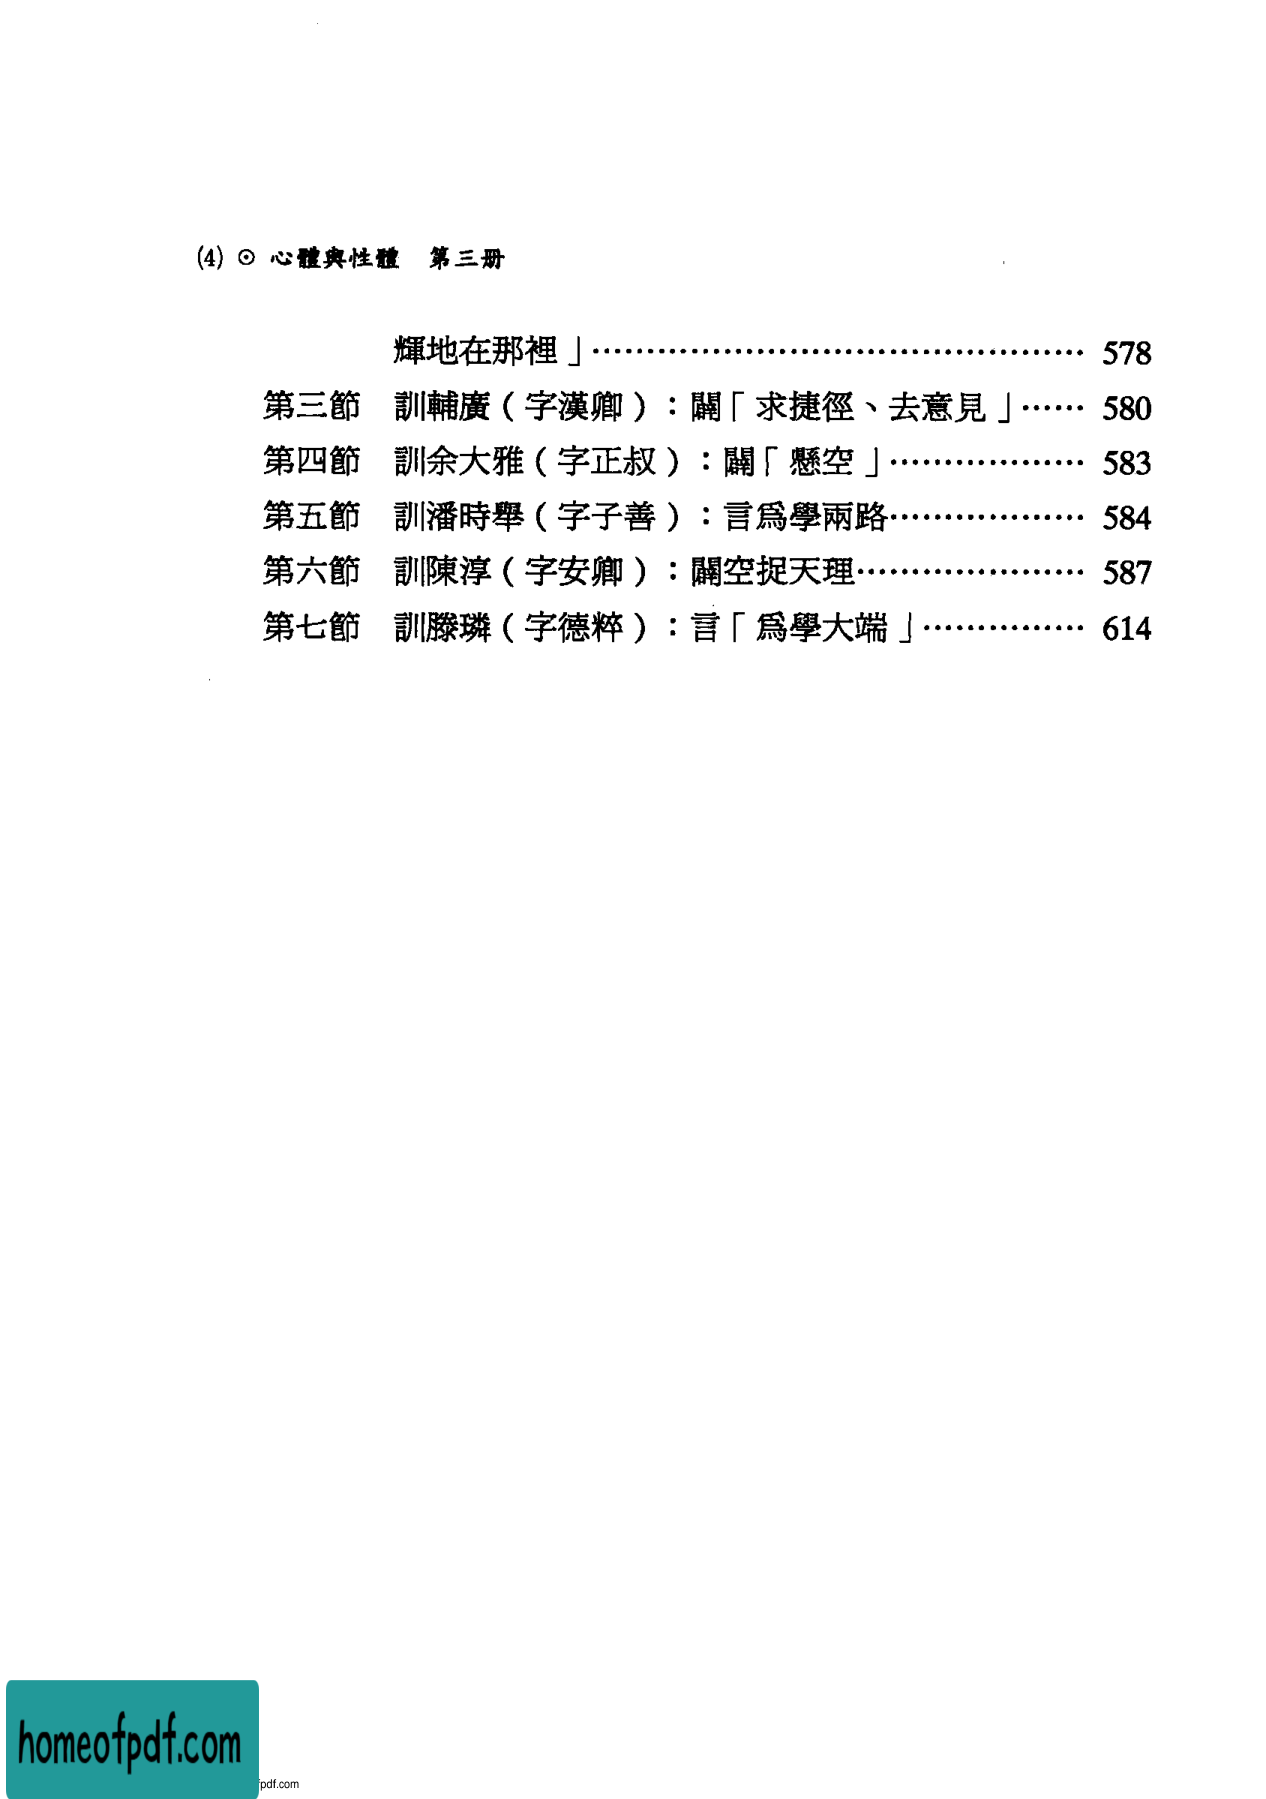 (4) ⊙ 心體與性體　第三册
輝地在那裡」…………………………………… 578
第三節　訓輔廣(字漢卿)：闢「求捷徑、去意見」…… 580
第四節　訓余大雅(字正叔)：闢「懸空」……………… 583
第五節　訓潘時舉(字子善)：言爲學兩路……………… 584
第六節　訓陳淳(字安卿)：闢空捉天理………………… 587
第七節　訓滕璘(字德粹)：言「爲學大端」…………… 614
homeofpdf.com
fpdf.com